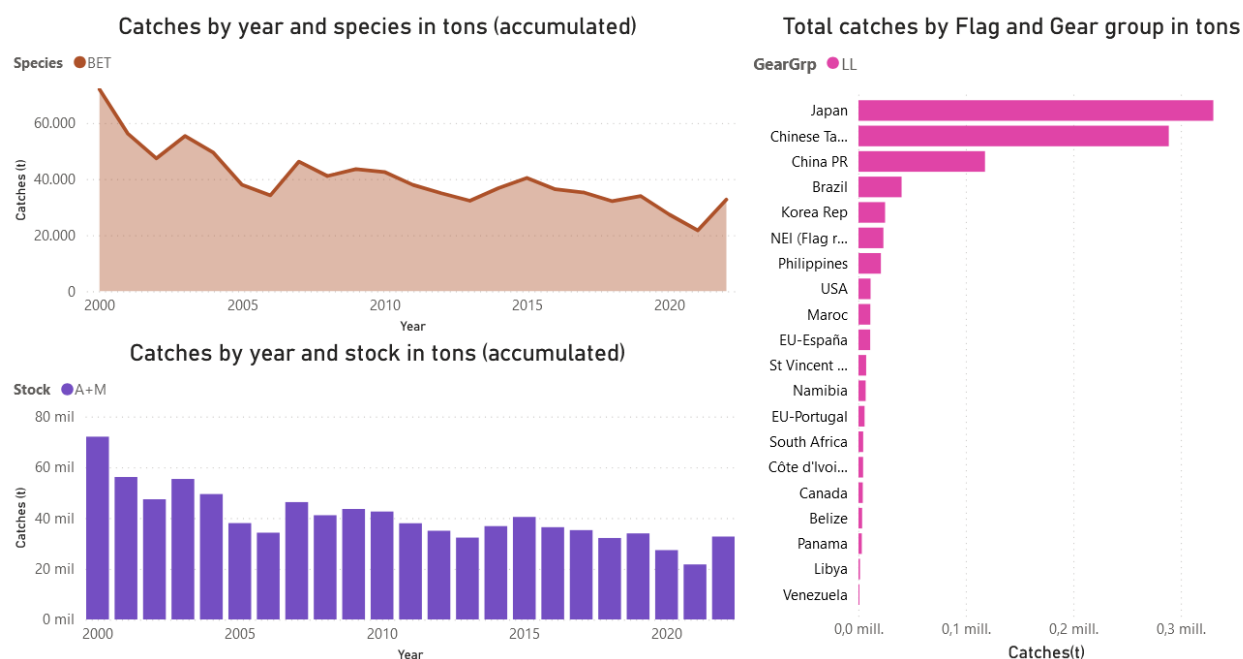 Catches by year and species in tons (accumulated)
Species BET
60.000
40.000
20.000
0
Catches (t)
2000 2005 2010 2015 2020
Year
Catches by year and stock in tons (accumulated)
Stock A+M
80 mil
60 mil
40 mil
20 mil
0 mil
Catches (t)
2000 2005 2010 2015 2020
Year
Total catches by Flag and Gear group in tons
GearGrp LL
Japan
Chinese Ta...
China PR
Brazil
Korea Rep
NEI (Flag r...
Philippines
USA
Maroc
EU-España
St Vincent ...
Namibia
EU-Portugal
South Africa
Côte d'Ivoi...
Canada
Belize
Panama
Libya
Venezuela
0,0 mill. 0,1 mill. 0,2 mill. 0,3 mill.
Catches(t)